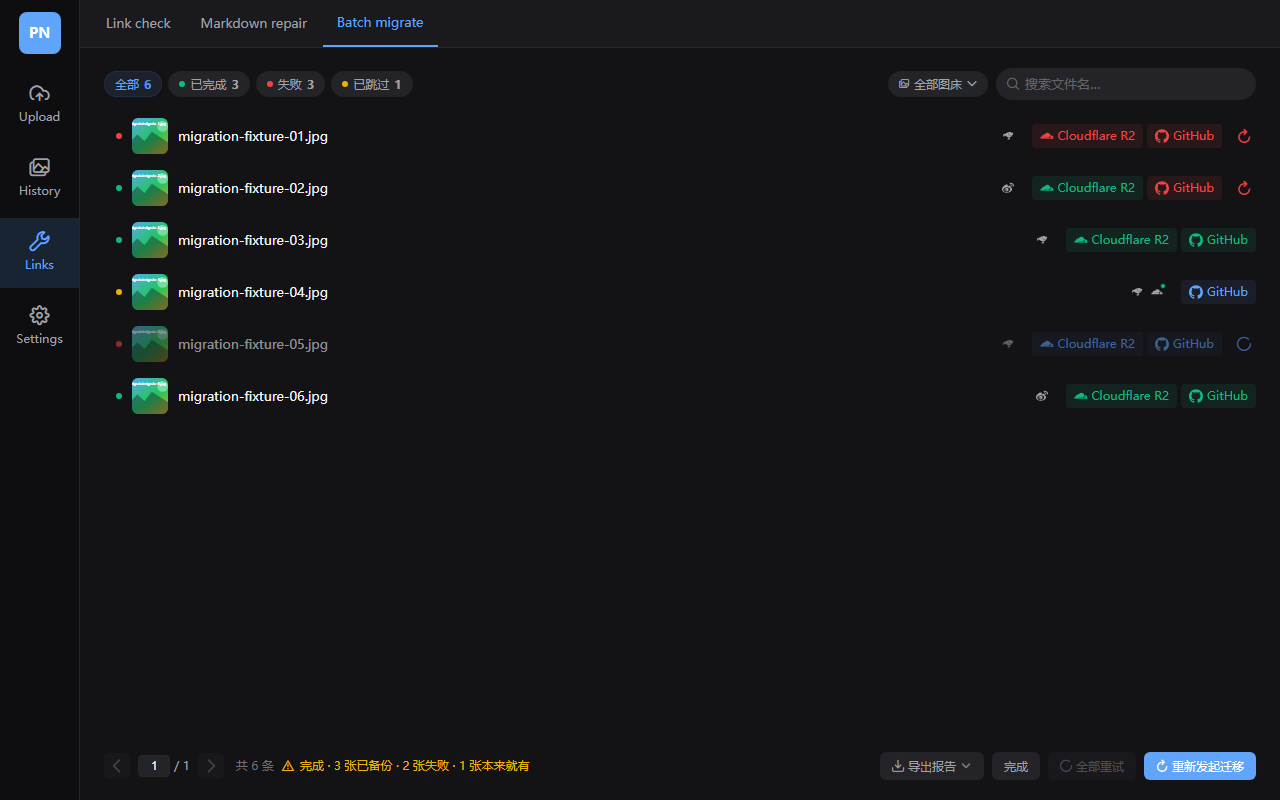 PN
Upload
History
Links
Settings
Link check
Markdown repair
Batch migrate
全部 6
已完成 3
失败 3
已跳过 1
全部图床
搜索文件名...
migration-fixture-01.jpg
Cloudflare R2
GitHub
migration-fixture-02.jpg
Cloudflare R2
GitHub
migration-fixture-03.jpg
Cloudflare R2
GitHub
migration-fixture-04.jpg
GitHub
migration-fixture-05.jpg
Cloudflare R2
GitHub
migration-fixture-06.jpg
Cloudflare R2
GitHub
1 / 1
共 6 条
完成 · 3 张已备份 · 2 张失败 · 1 张本来就有
导出报告
完成
全部重试
重新发起迁移